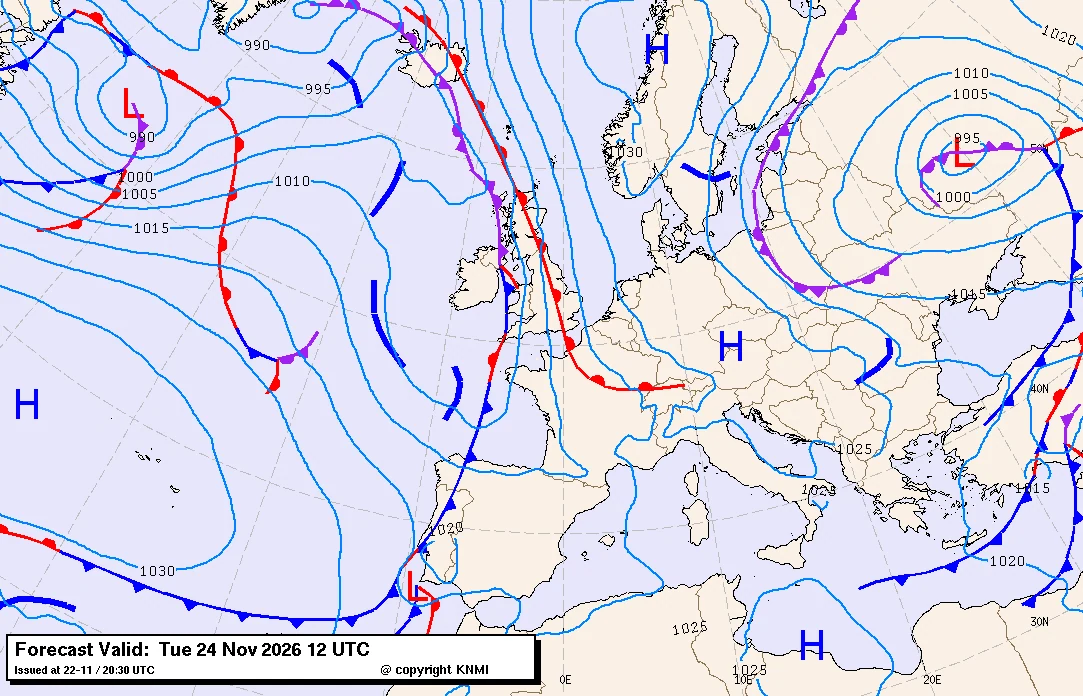 1020
H
990
1010
995
1005
L
990
995
L
50N
1030
1000
1005
1010
1000
1015
1015
H
40N
H
1025
1025
1015
1020
1020
L
1030
30N
1025
H
1025
10E
0E
20E
Forecast Valid: Tue 24 Nov 2026 12 UTC
Issued at 22-11 / 20:30 UTC
@ copyright KNMI